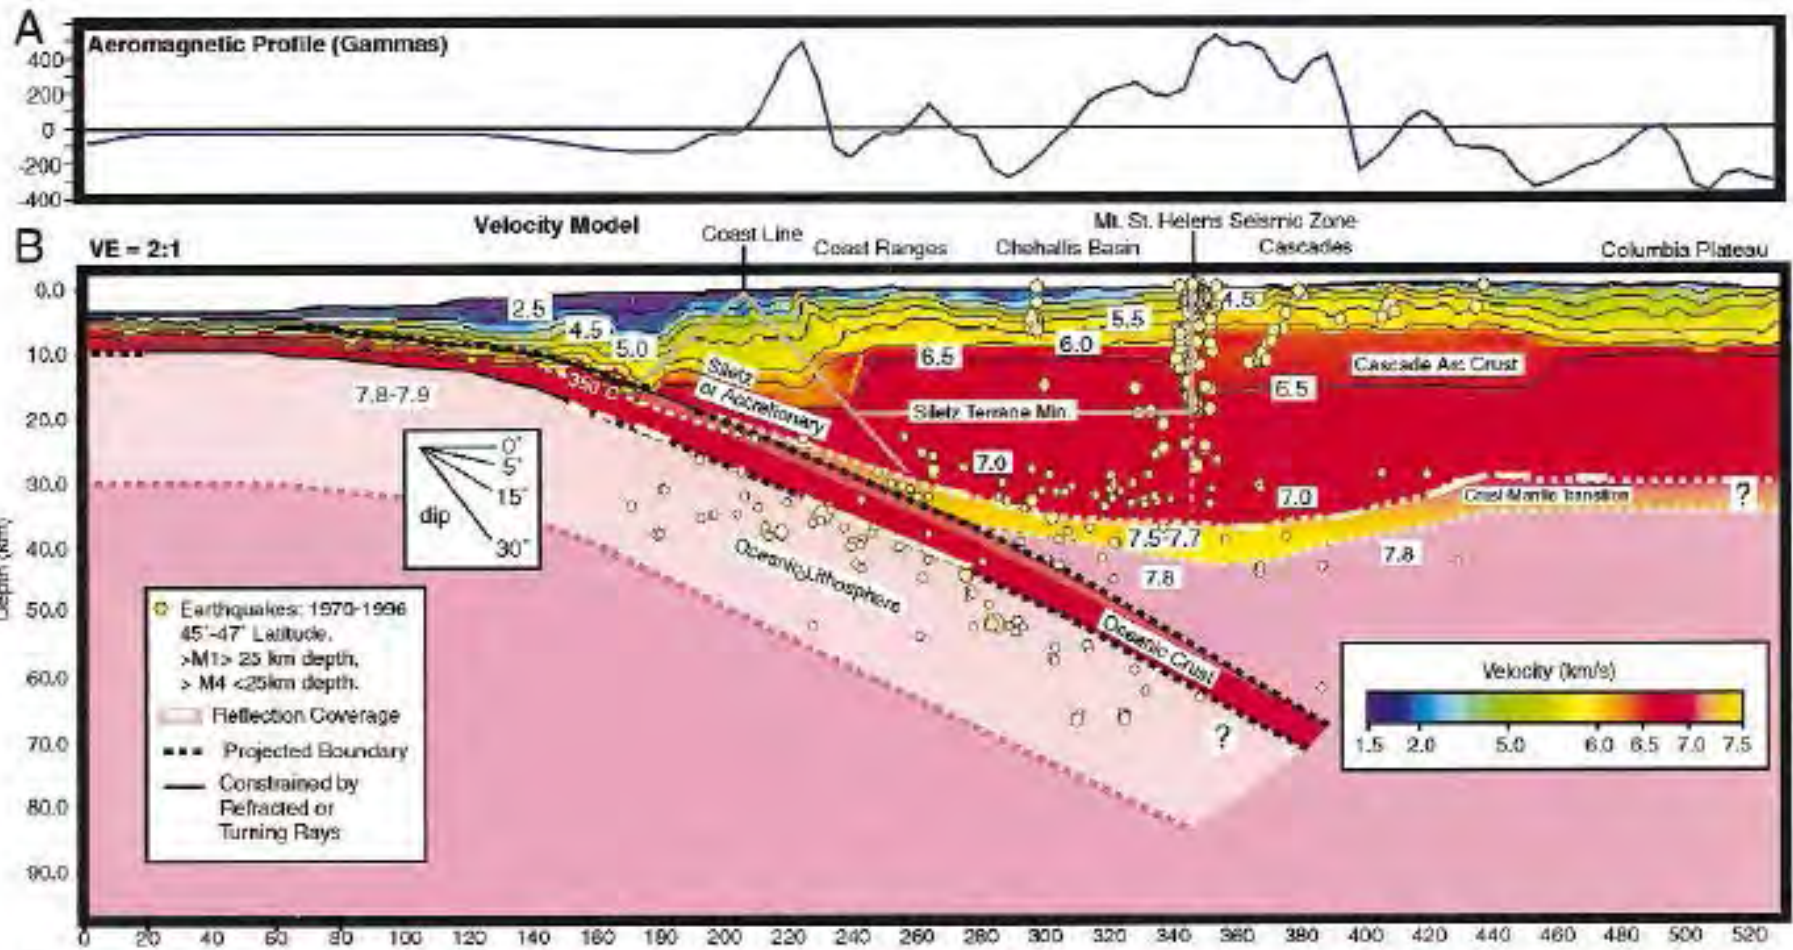 A
Aeromagnetic Profile (Gammas)
400
200
0
-200
-400
B
VE = 2:1
Velocity Model
Coast Line
Coast Ranges
Chehallis Basin
Mt. St. Helens Seismic Zone
Cascades
Columbia Plateau
0.0
10.0
20.0
30.0
40.0
50.0
60.0
70.0
80.0
90.0
Depth (km)
2.5
4.5
5.0
5.5
4.5
6.0
6.5
Cascade Arc Crust
6.5
350°C
Siletz
or Accretionary
Siletz Terrane Min.
7.8-7.9
7.0
7.0
Crust-Mantle Transition
?
7.5-7.7
7.8
7.8
0°
5°
15°
30°
dip
Oceanic Lithosphere
Oceanic Crust
?
Earthquakes: 1970-1996
45°-47° Latitude.
>M1> 25 km depth,
> M4 <25km depth.
Reflection Coverage
Projected Boundary
Constrained by
Refracted or
Turning Rays
Velocity (km/s)
1.5 2.0 5.0 6.0 6.5 7.0 7.5
0 20 40 60 80 100 120 140 160 180 200 220 240 260 280 300 320 340 360 380 400 420 440 460 480 500 520